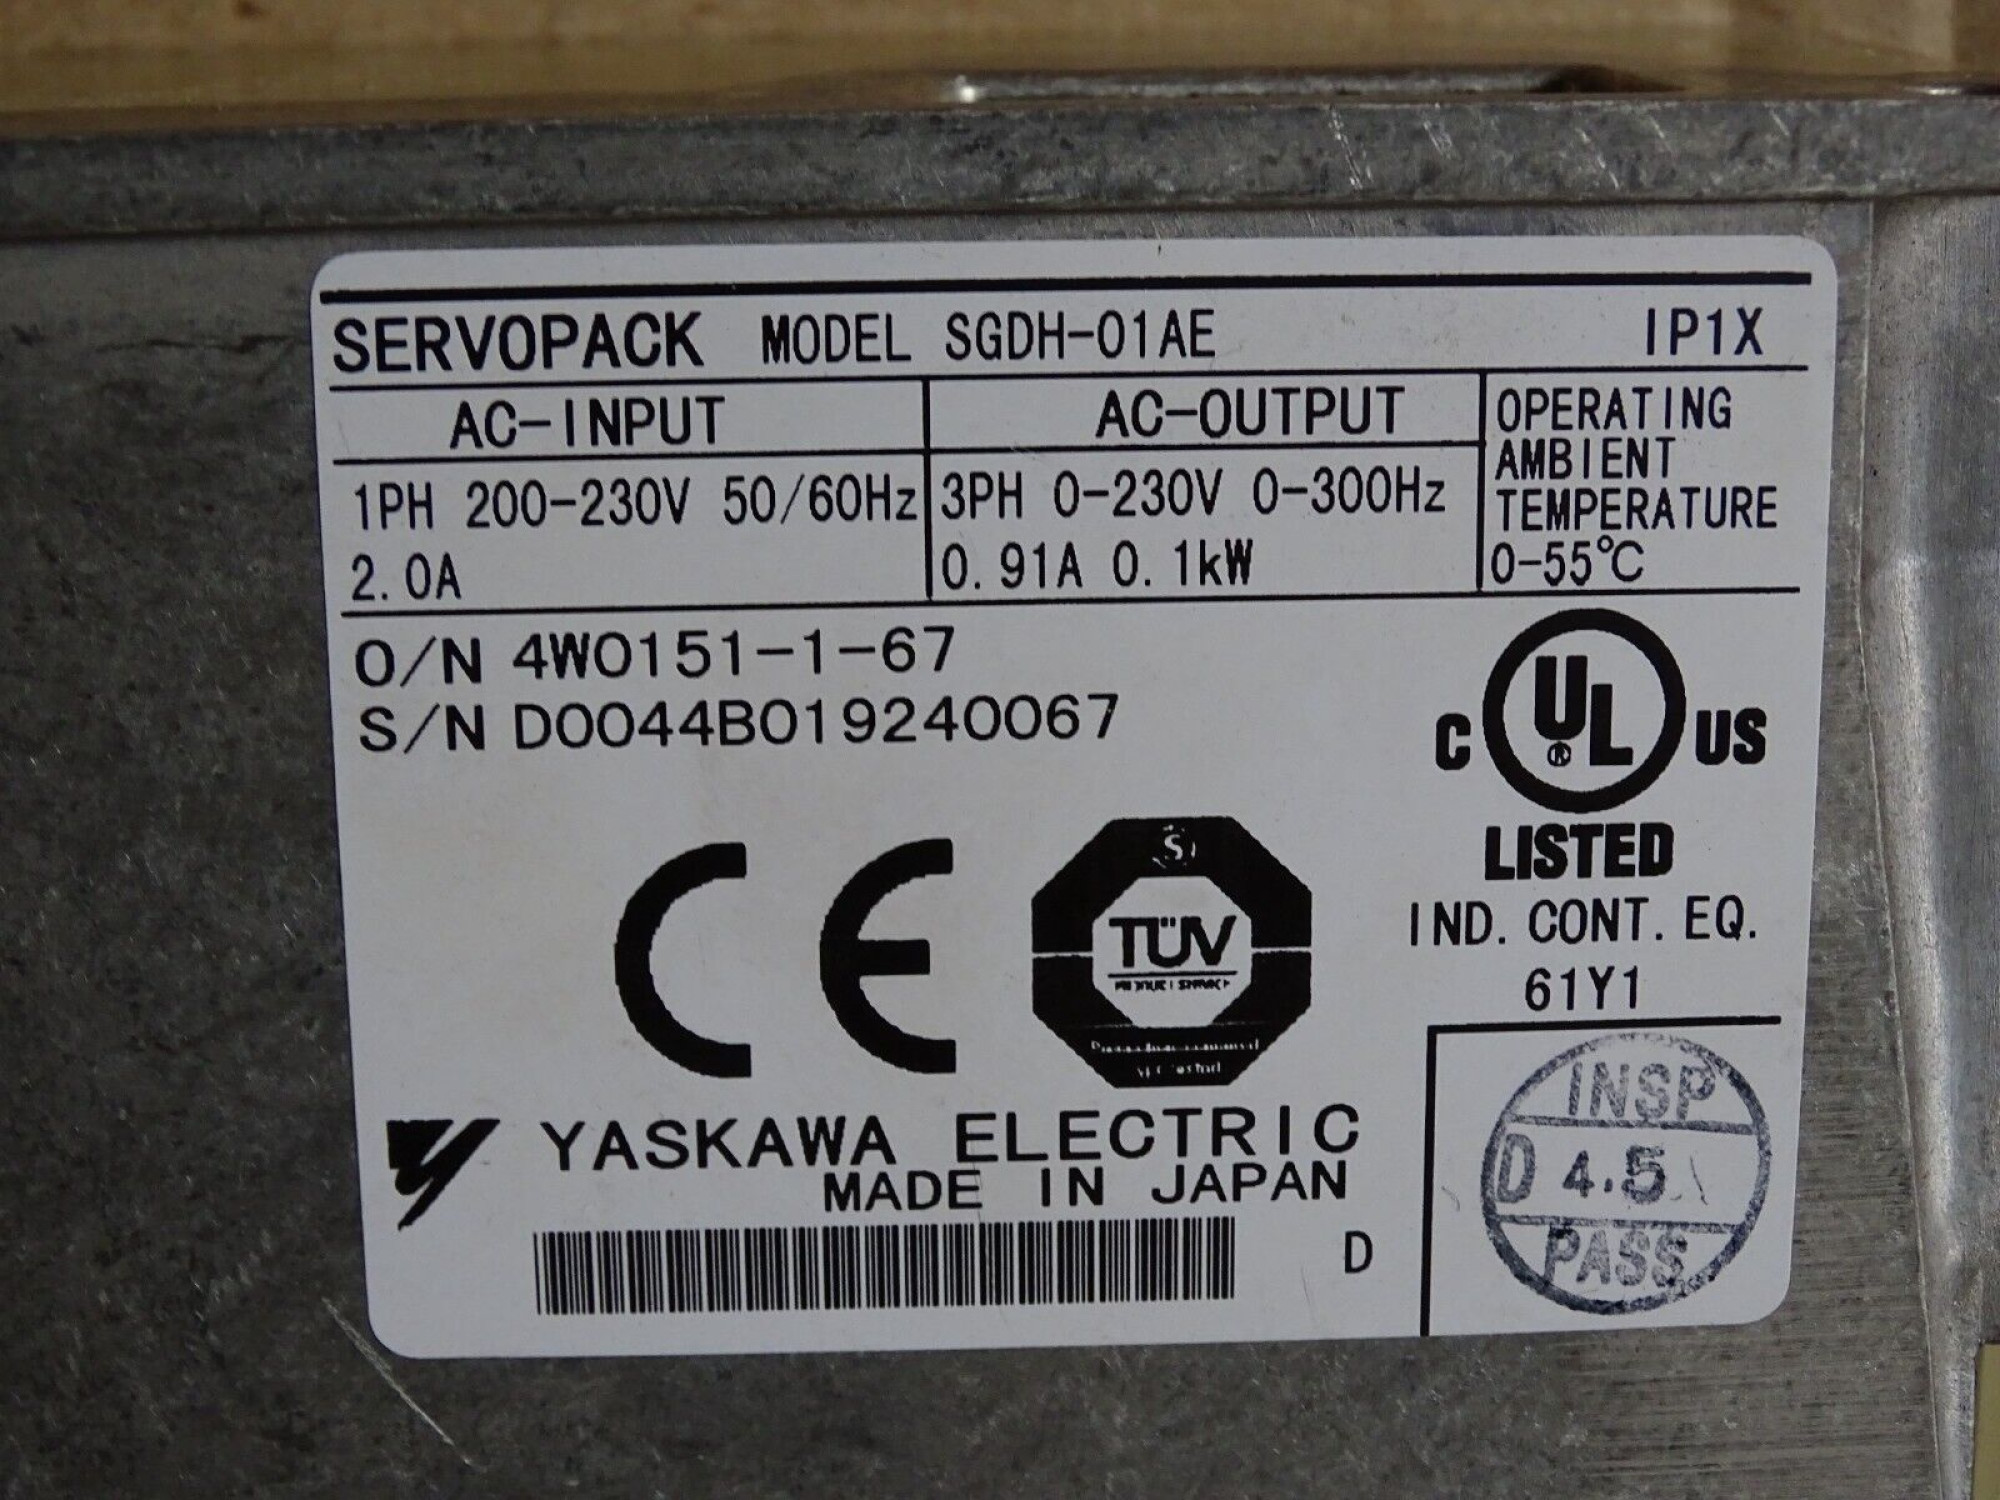 SERVOPACK MODEL SGDH-01AE IP1X
AC-INPUT
1PH 200-230V 50/60Hz
2.0A
AC-OUTPUT
3PH 0-230V 0-300Hz
0.91A 0.1kW
OPERATING
AMBIENT
TEMPERATURE
0-55℃
O/N 4W0151-1-67
S/N D0044B019240067
C UL ® US
LISTED
IND. CONT. EQ.
61Y1
CE
S
TÜV
YASKAWA ELECTRIC
MADE IN JAPAN
D
INSP
D 4.5
PASS